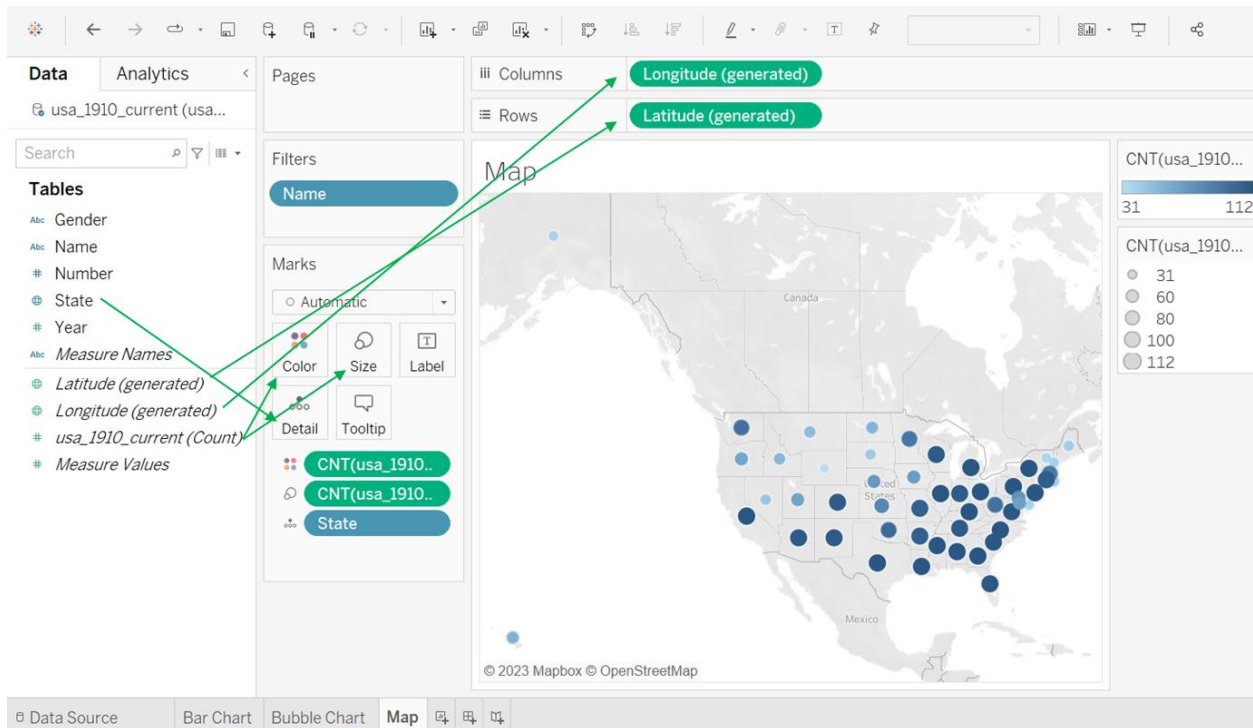 Data
Analytics
Pages
iii Columns
Longitude (generated)
usa_1910_current (usa...
Rows
Latitude (generated)
Search
Filters
Name
Map
CNT(usa_1910...
31
112
Tables
Abc Gender
Abc Name
# Number
State
# Year
Abc Measure Names
Latitude (generated)
Longitude (generated)
# usa_1910_current (Count)
# Measure Values
Marks
Automatic
Color
Size
T
Label
Detail
Tooltip
CNT(usa_1910..
CNT(usa_1910..
State
CNT(usa_1910...
31
60
80
100
112
Canada
United
States
Mexico
© 2023 Mapbox © OpenStreetMap
Data Source
Bar Chart
Bubble Chart
Map